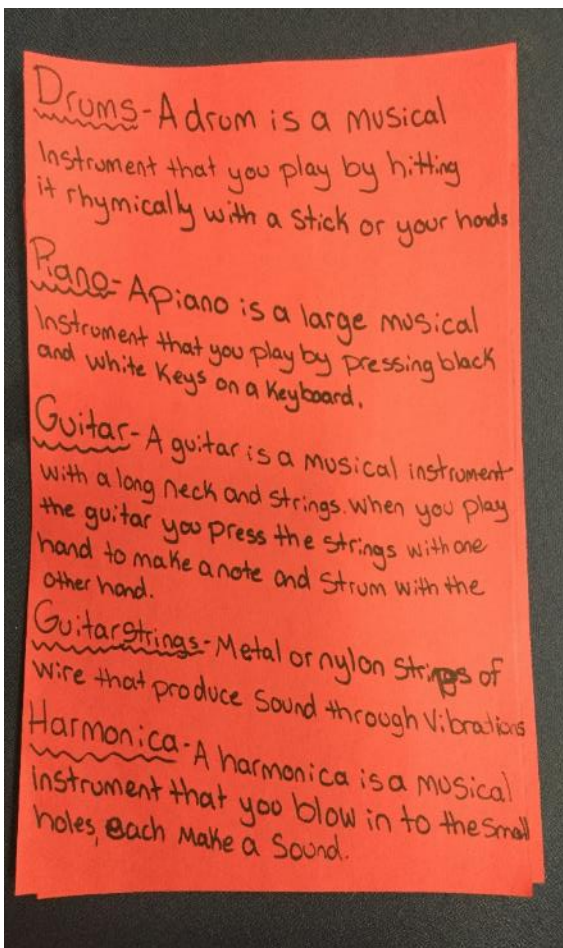 Drums - A drum is a musical
Instrument that you play by hitting
it rhymically with a stick or your hands
Piano - A piano is a large musical
Instrument that you play by pressing black
and white keys on a keyboard.
Guitar - A guitar is a musical instrument
with a long neck and strings. When you play
the guitar you press the strings with one
hand to make a note and strum with the
other hand.
Guitar Strings - Metal or nylon strings of
wire that produce sound through vibrations
Harmonica - A harmonica is a musical
instrument that you blow in to the small
holes, each make a sound.